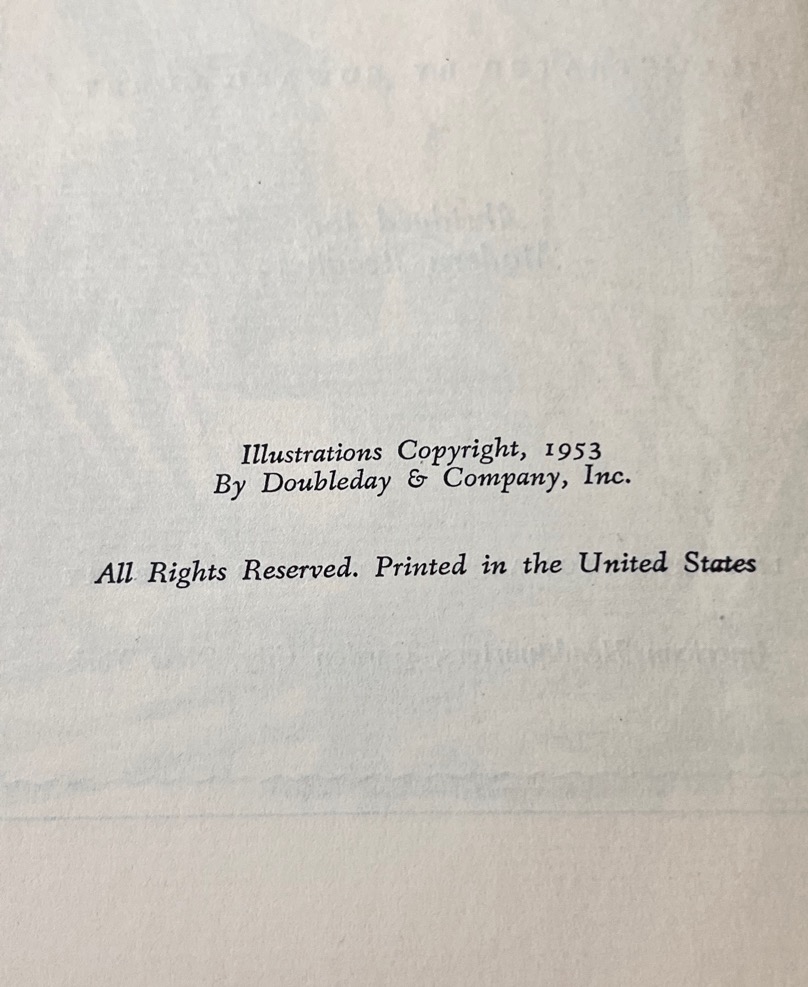 Illustrations Copyright, 1953
By Doubleday & Company, Inc.
All Rights Reserved. Printed in the United States